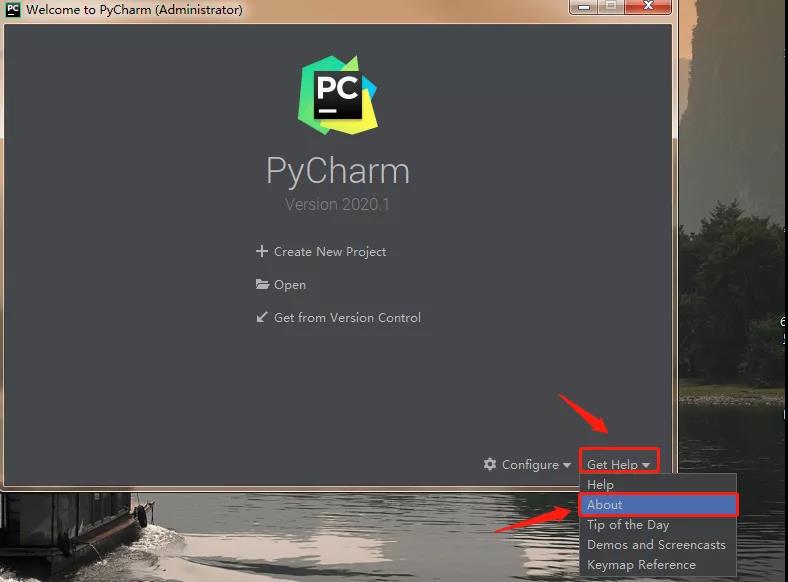 PC Welcome to PyCharm (Administrator)
PC
PyCharm
Version 2020.1
Create New Project
Open
Get from Version Control
Configure
Get Help
Help
About
Tip of the Day
Demos and Screencasts
Keymap Reference